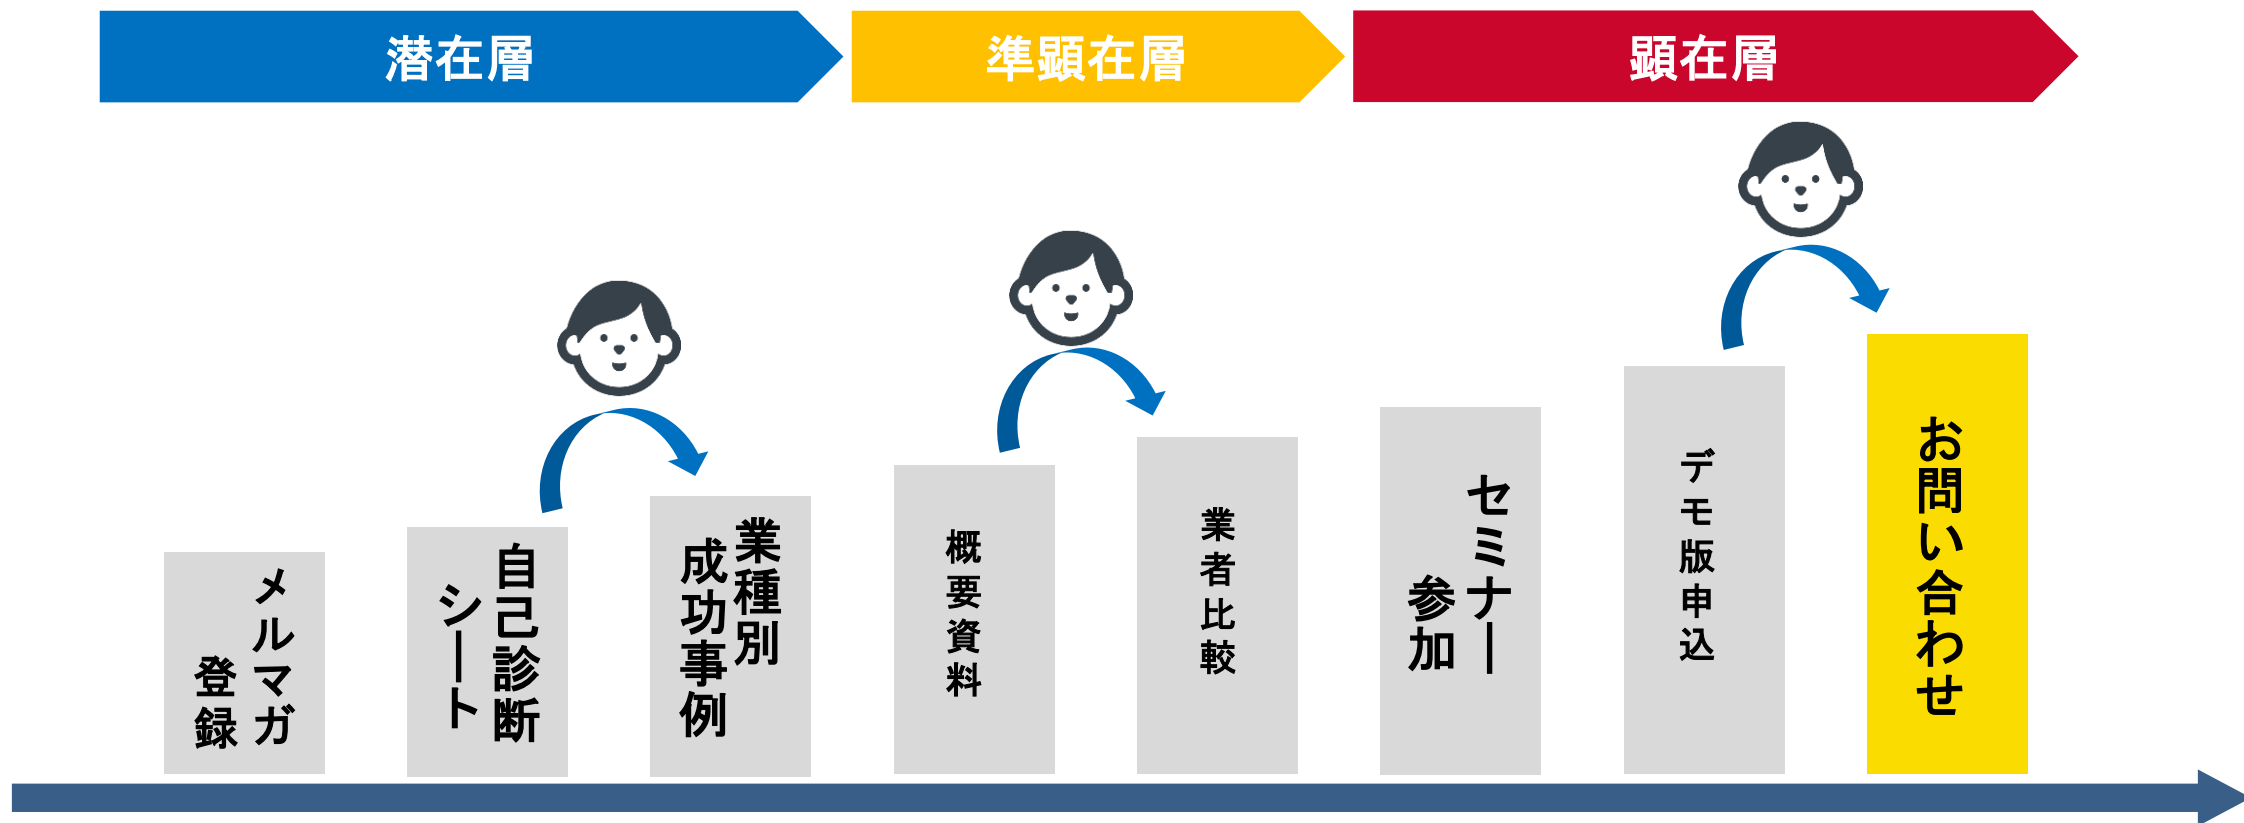 潜在層
準顕在層
顕在層
メルマガ
登録
自己診断
シート
業種別
成功事例
概要資料
業者比較
セミナー
参加
デモ版申込
お問い合わせ